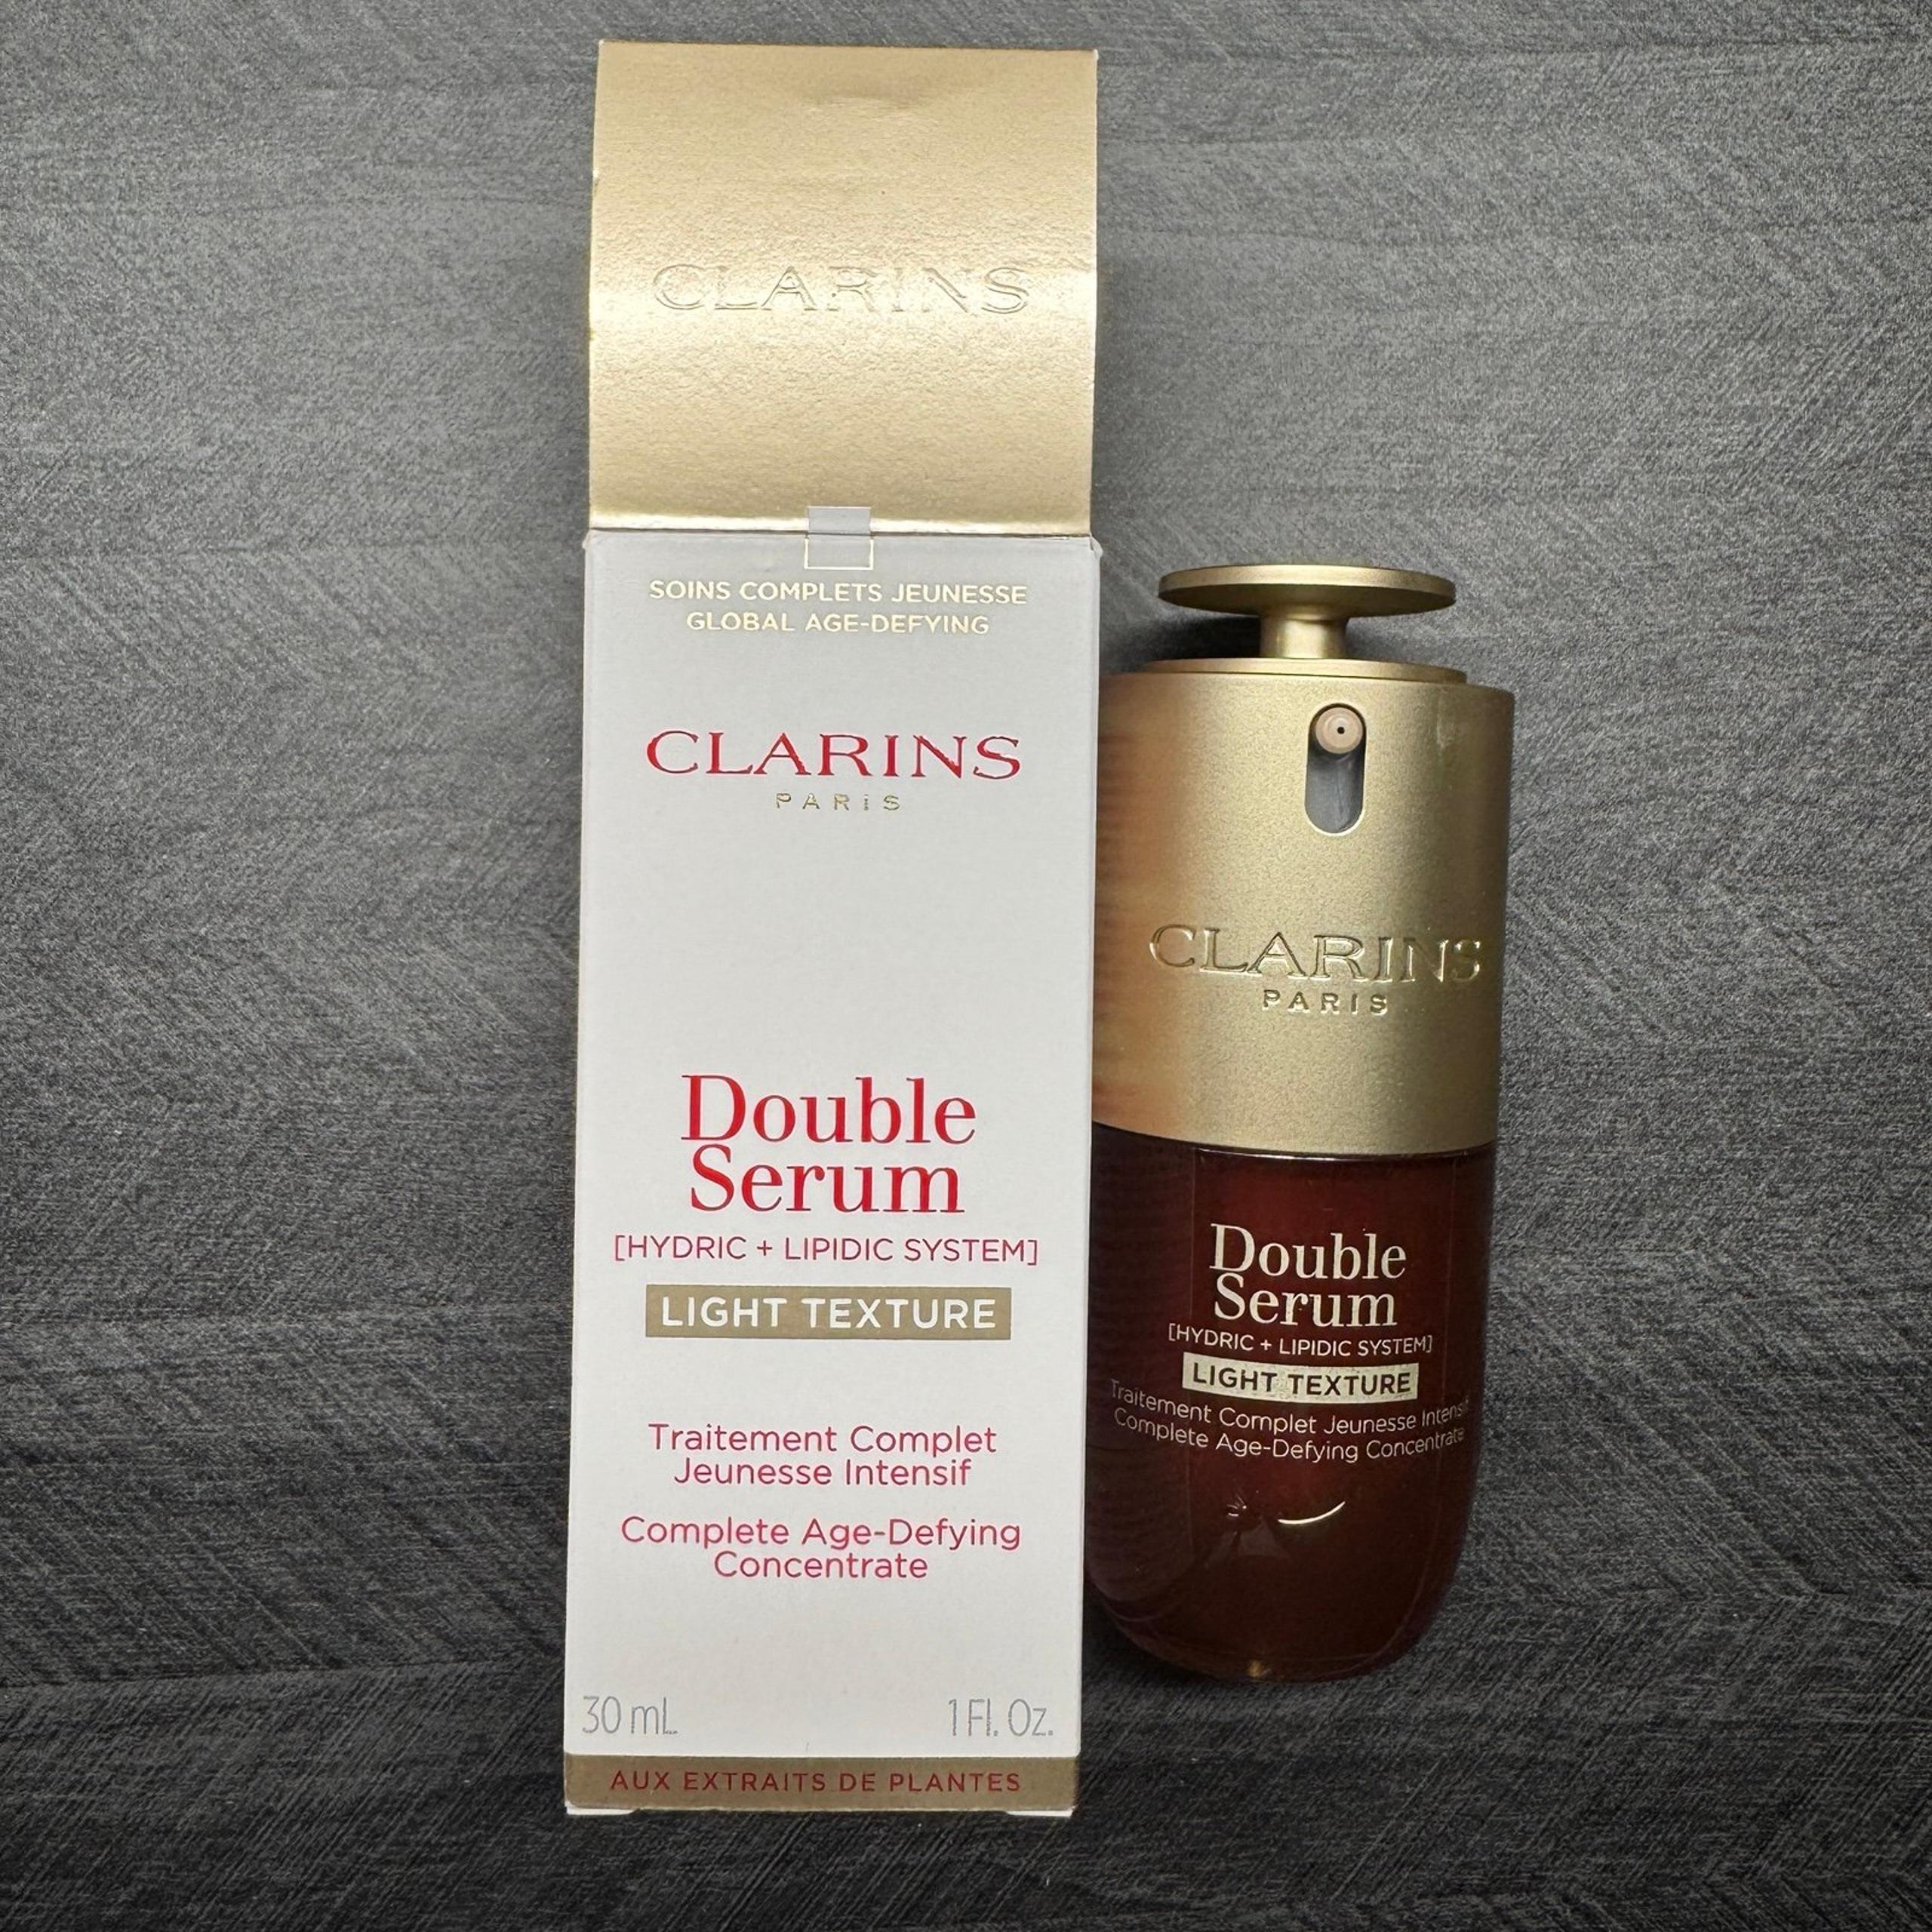 CLARINS
SOINS COMPLETS JEUNESSE
GLOBAL AGE-DEFYING
CLARINS
PARIS
Double
Serum
[HYDRIC + LIPIDIC SYSTEM]
LIGHT TEXTURE
Traitement Complet
Jeunesse Intensif
Complete Age-Defying
Concentrate
30 mL 1 Fl. Oz.
AUX EXTRAITS DE PLANTES
CLARINS
PARIS
Double
Serum
[HYDRIC + LIPIDIC SYSTEM]
LIGHT TEXTURE
Traitement Complet Jeunesse Intensif
Complete Age-Defying Concentrate